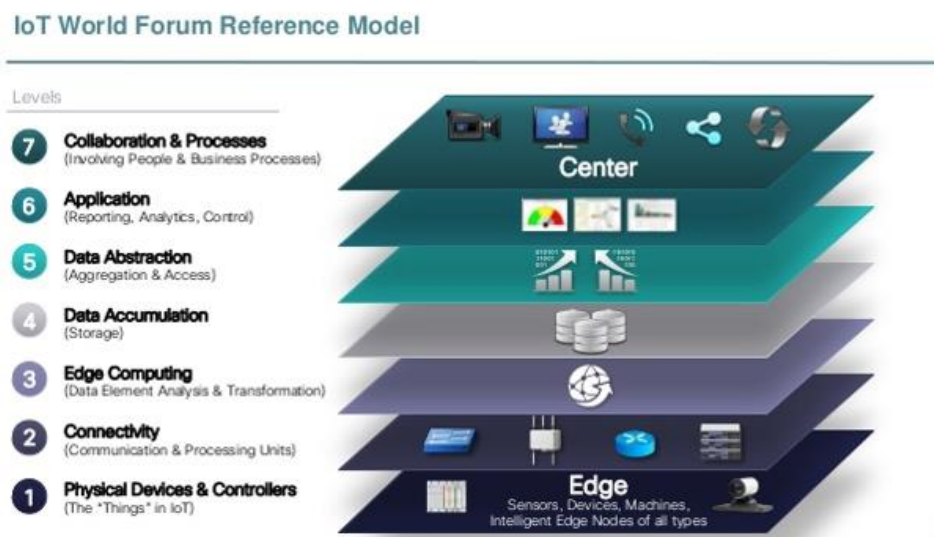 IoT World Forum Reference Model
Levels
7
Collaboration & Processes
(Involving People & Business Processes)
6
Application
(Reporting, Analytics, Control)
5
Data Abstraction
(Aggregation & Access)
4
Data Accumulation
(Storage)
3
Edge Computing
(Data Element Analysis & Transformation)
2
Connectivity
(Communication & Processing Units)
1
Physical Devices & Controllers
(The "Things" in IoT)
Center
Edge
Sensors, Devices, Machines,
Intelligent Edge Nodes of all types